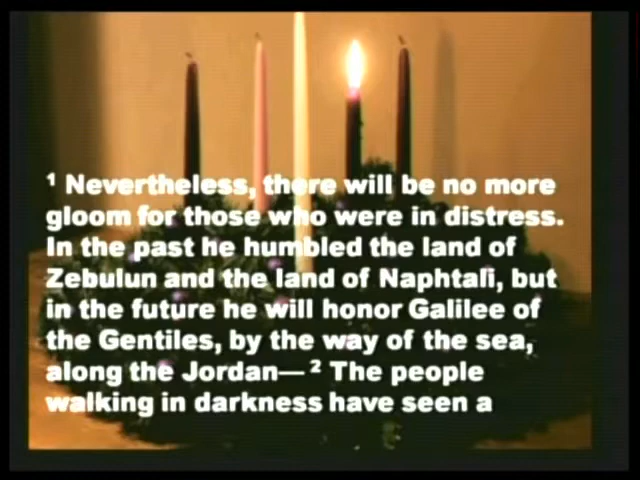 ¹ Nevertheless, there will be no more
gloom for those who were in distress.
In the past he humbled the land of
Zebulun and the land of Naphtali, but
in the future he will honor Galilee of
the Gentiles, by the way of the sea,
along the Jordan— ² The people
walking in darkness have seen a